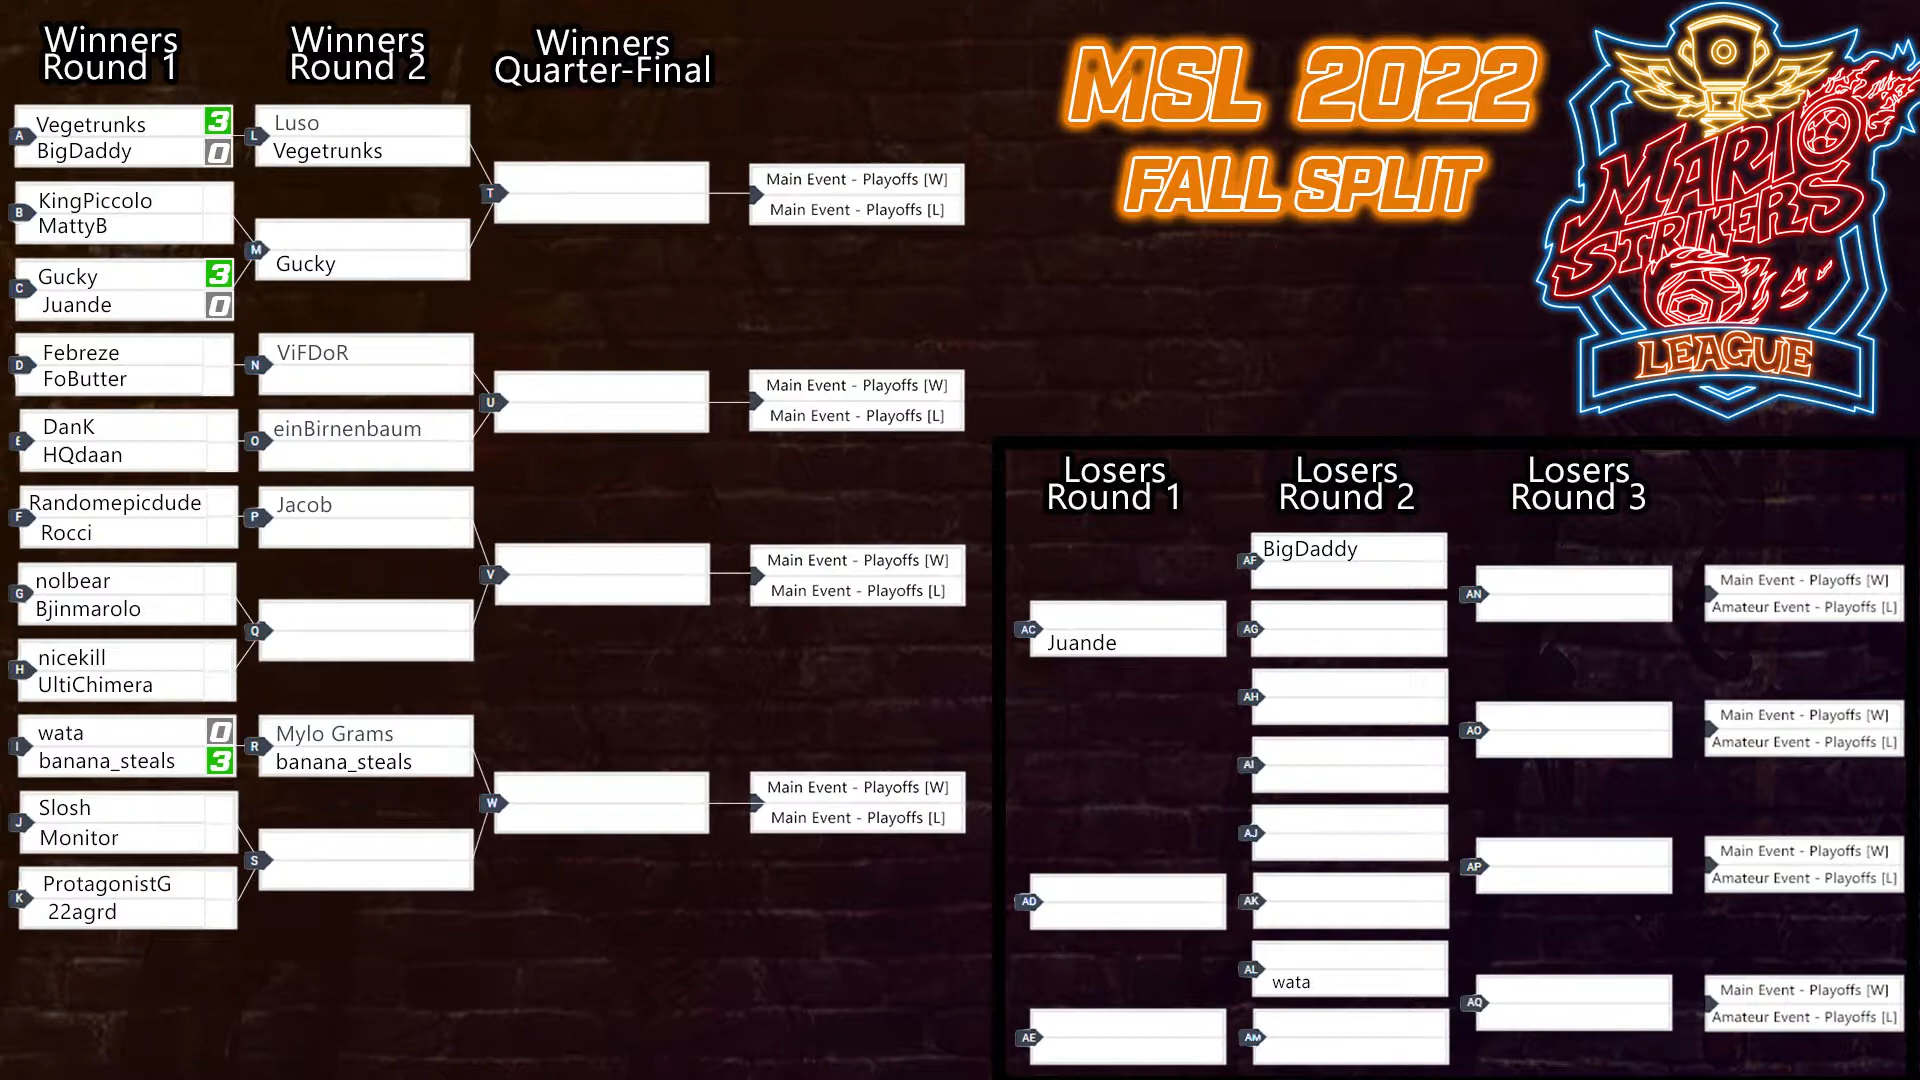 Winners
Round 1
Winners
Round 2
Winners
Quarter-Final
MSL 2022
FALL SPLIT
MARIO
STRIKERS
LEAGUE
A
Vegetrunks 3
BigDaddy 0
B
KingPiccolo
MattyB
C
Gucky 3
Juande 0
D
Febreze
FoButter
E
DanK
HQdaan
F
Randomepicdude
Rocci
G
nolbear
Bjinmarolo
H
nicekill
UltiChimera
I
wata 0
banana_steals 3
J
Slosh
Monitor
K
ProtagonistG
22agrd
L
Luso
Vegetrunks
M
Gucky
N
ViFDoR
O
einBirnenbaum
P
Jacob
Q
R
Mylo Grams
banana_steals
S
T
Main Event - Playoffs [W]
Main Event - Playoffs [L]
U
Main Event - Playoffs [W]
Main Event - Playoffs [L]
V
Main Event - Playoffs [W]
Main Event - Playoffs [L]
W
Main Event - Playoffs [W]
Main Event - Playoffs [L]
Losers
Round 1
Losers
Round 2
Losers
Round 3
AC
Juande
AD
AE
AF
BigDaddy
AG
AH
AI
AJ
AK
AL
wata
AM
AN
Main Event - Playoffs [W]
Amateur Event - Playoffs [L]
AO
Main Event - Playoffs [W]
Amateur Event - Playoffs [L]
AP
Main Event - Playoffs [W]
Amateur Event - Playoffs [L]
AQ
Main Event - Playoffs [W]
Amateur Event - Playoffs [L]